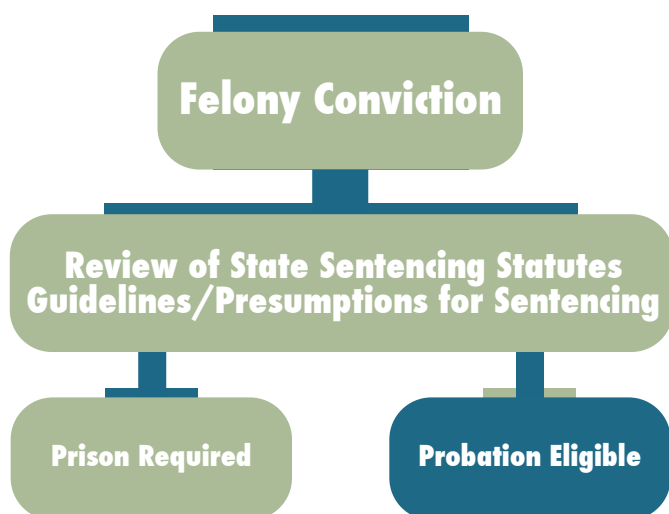 Felony Conviction
Review of State Sentencing Statutes
Guidelines/Presumptions for Sentencing
Prison Required
Probation Eligible